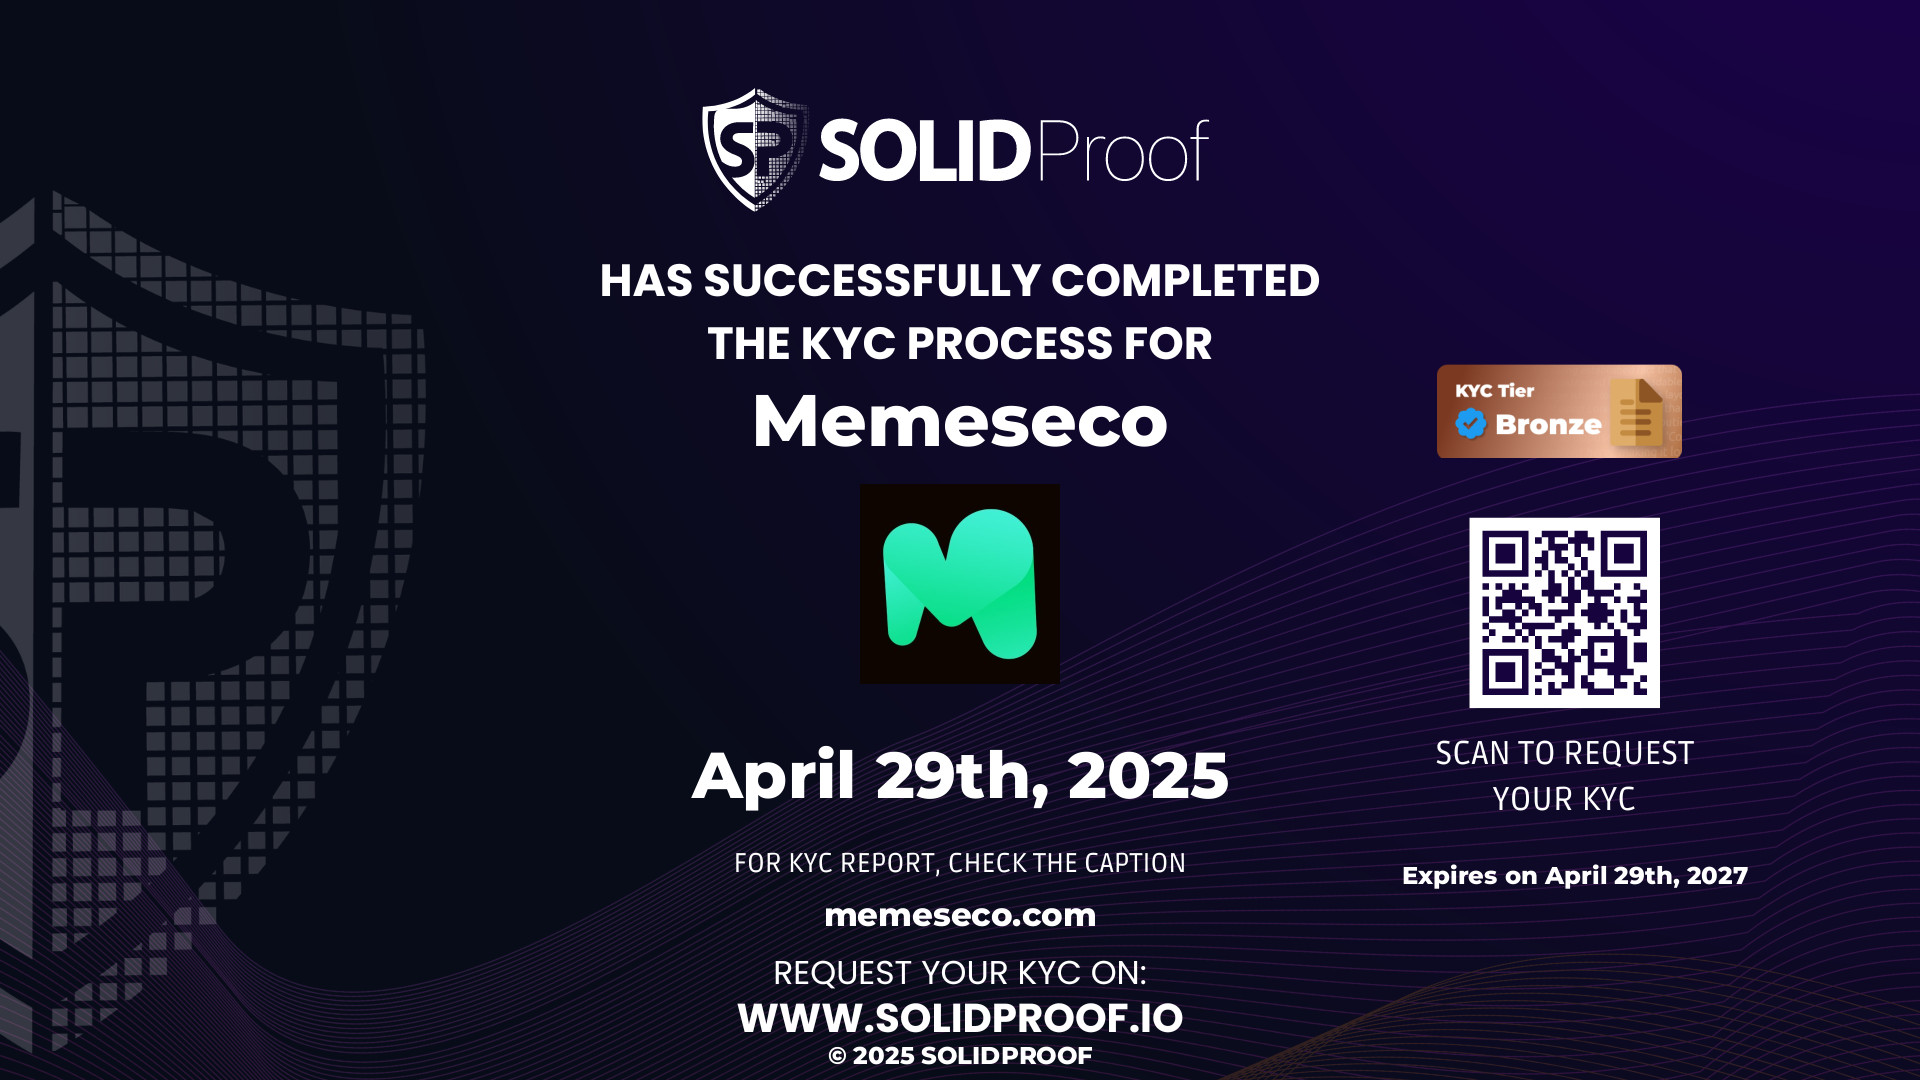 SP SOLIDProof
HAS SUCCESSFULLY COMPLETED
THE KYC PROCESS FOR
Memeseco
April 29th, 2025
FOR KYC REPORT, CHECK THE CAPTION
memeseco.com
REQUEST YOUR KYC ON:
WWW.SOLIDPROOF.IO
© 2025 SOLIDPROOF
KYC Tier
Bronze
SCAN TO REQUEST
YOUR KYC
Expires on April 29th, 2027